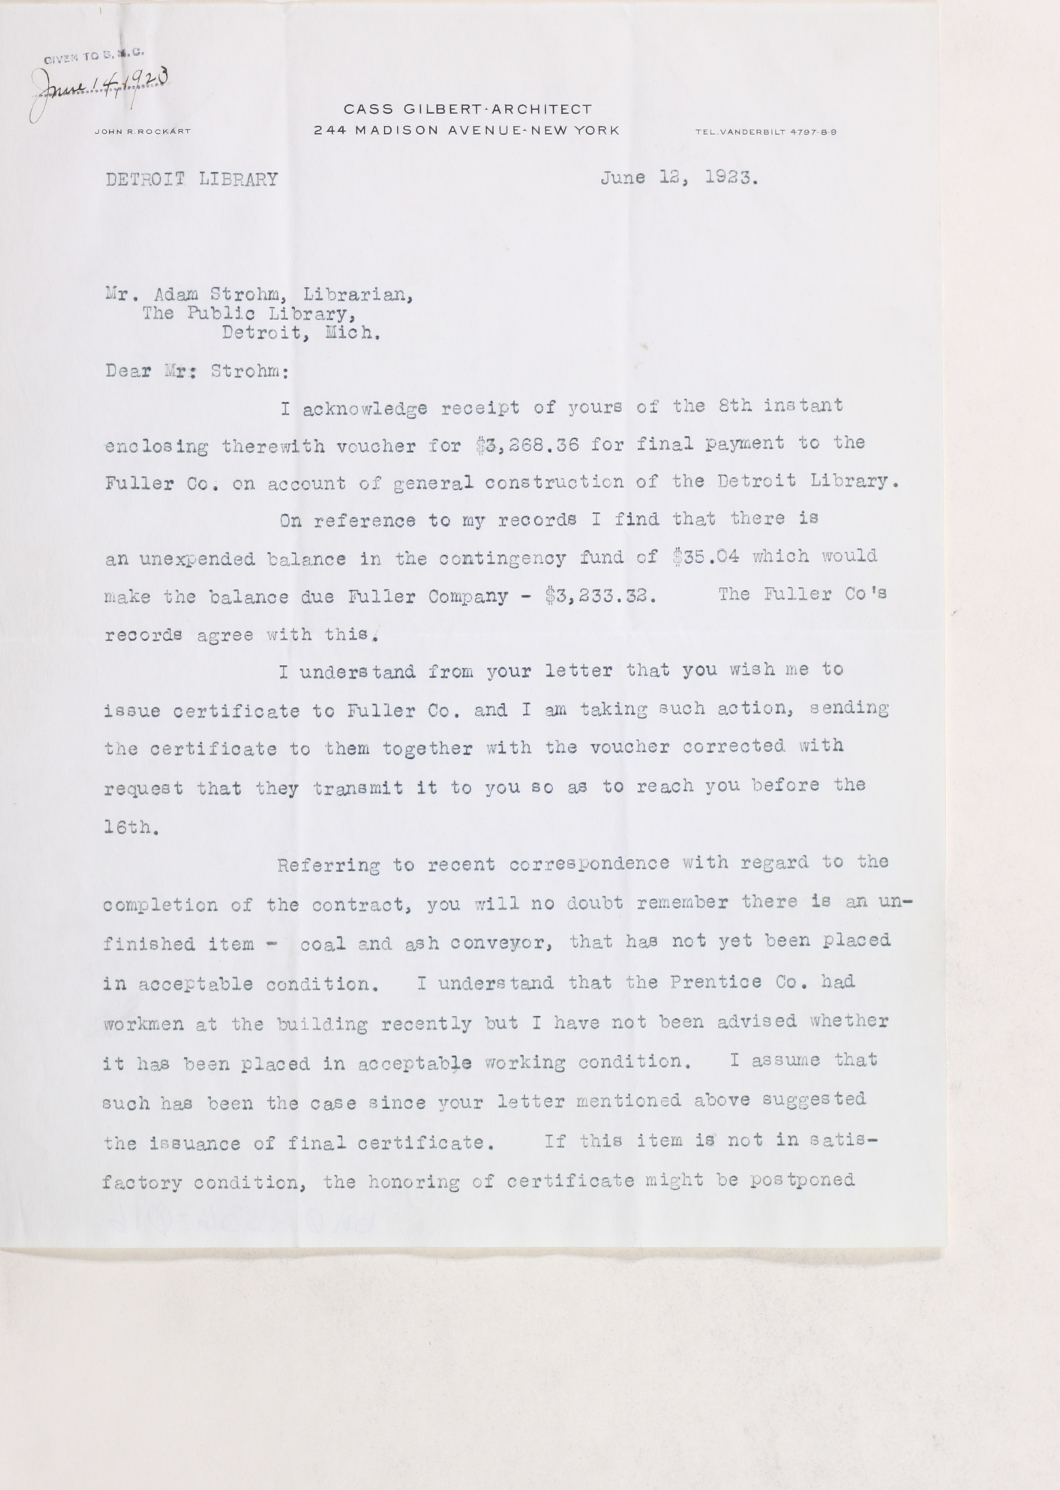 GIVEN TO B.M.C.
June 14, 1923
CASS GILBERT·ARCHITECT
JOHN R. ROCKART 244 MADISON AVENUE-NEW YORK TEL. VANDERBILT 4797-8-9
DETROIT LIBRARY June 12, 1923.
Mr. Adam Strohm, Librarian,
The Public Library,
Detroit, Mich.
Dear Mr: Strohm:
I acknowledge receipt of yours of the 8th instant
enclosing therewith voucher for $3,268.36 for final payment to the
Fuller Co. on account of general construction of the Detroit Library.
On reference to my records I find that there is
an unexpended balance in the contingency fund of $35.04 which would
make the balance due Fuller Company - $3,233.32. The Fuller Co's
records agree with this.
I understand from your letter that you wish me to
issue certificate to Fuller Co. and I am taking such action, sending
the certificate to them together with the voucher corrected with
request that they transmit it to you so as to reach you before the
16th.
Referring to recent correspondence with regard to the
completion of the contract, you will no doubt remember there is an un-
finished item - coal and ash conveyor, that has not yet been placed
in acceptable condition. I understand that the Prentice Co. had
workmen at the building recently but I have not been advised whether
it has been placed in acceptable working condition. I assume that
such has been the case since your letter mentioned above suggested
the issuance of final certificate. If this item is not in satis-
factory condition, the honoring of certificate might be postponed